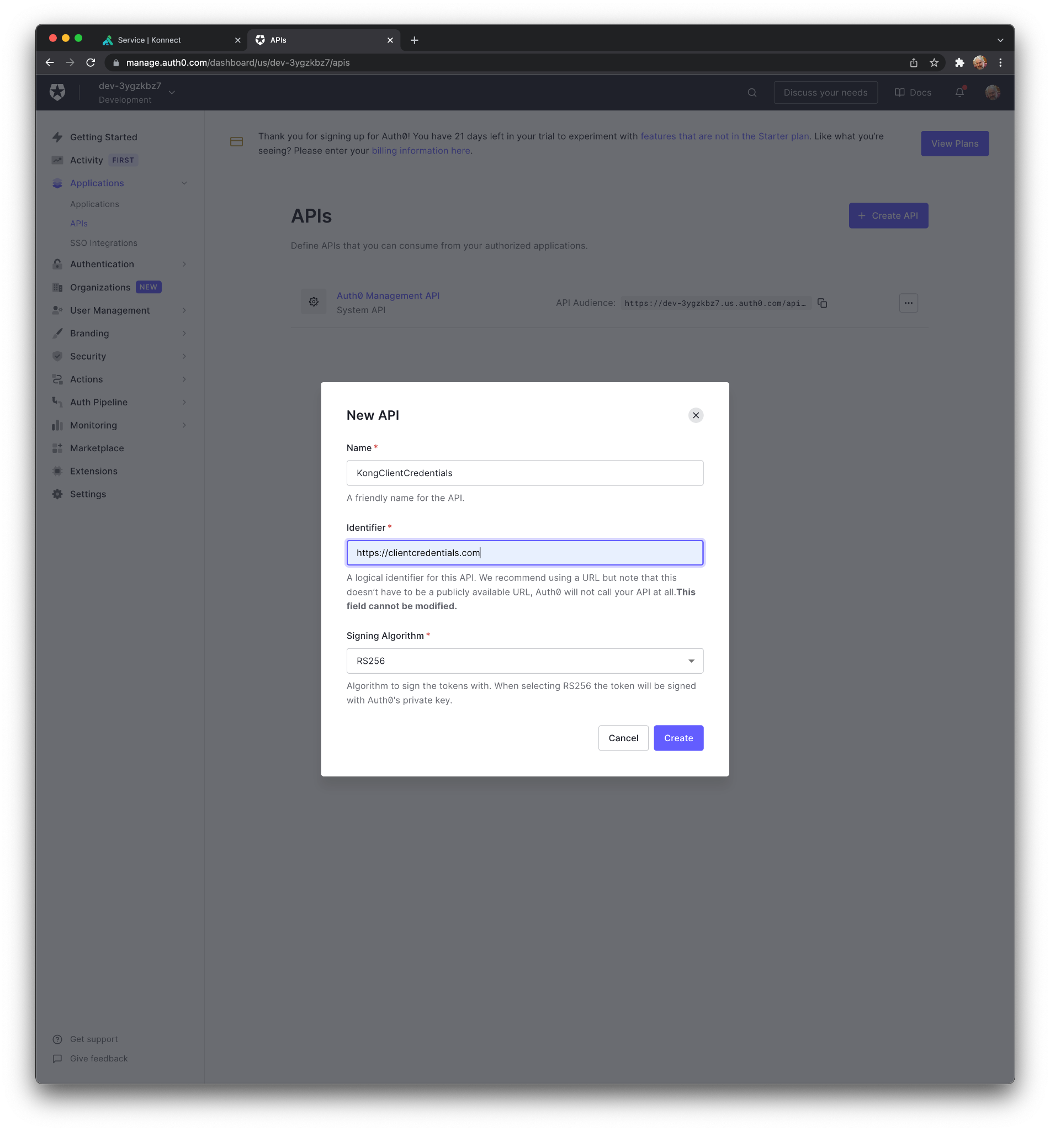 Service | Konnect
APIs
manage.auth0.com/dashboard/us/dev-3ygzkbz7/apis
dev-3ygzkbz7
Development
Discuss your needs
Docs
Getting Started
Activity FIRST
Applications
Applications
APIs
SSO Integrations
Authentication
Organizations NEW
User Management
Branding
Security
Actions
Auth Pipeline
Monitoring
Marketplace
Extensions
Settings
Get support
Give feedback
Thank you for signing up for Auth0! You have 21 days left in your trial to experiment with features that are not in the Starter plan. Like what you're
seeing? Please enter your billing information here.
View Plans
APIs
+ Create API
Define APIs that you can consume from your authorized applications.
Auth0 Management API
System API
API Audience: https://dev-3ygzkbz7.us.auth0.com/api…
New API
Name *
KongClientCredentials
A friendly name for the API.
Identifier *
https://clientcredentials.com
A logical identifier for this API. We recommend using a URL but note that this
doesn't have to be a publicly available URL, Auth0 will not call your API at all.This
field cannot be modified.
Signing Algorithm *
RS256
Algorithm to sign the tokens with. When selecting RS256 the token will be signed
with Auth0's private key.
Cancel
Create